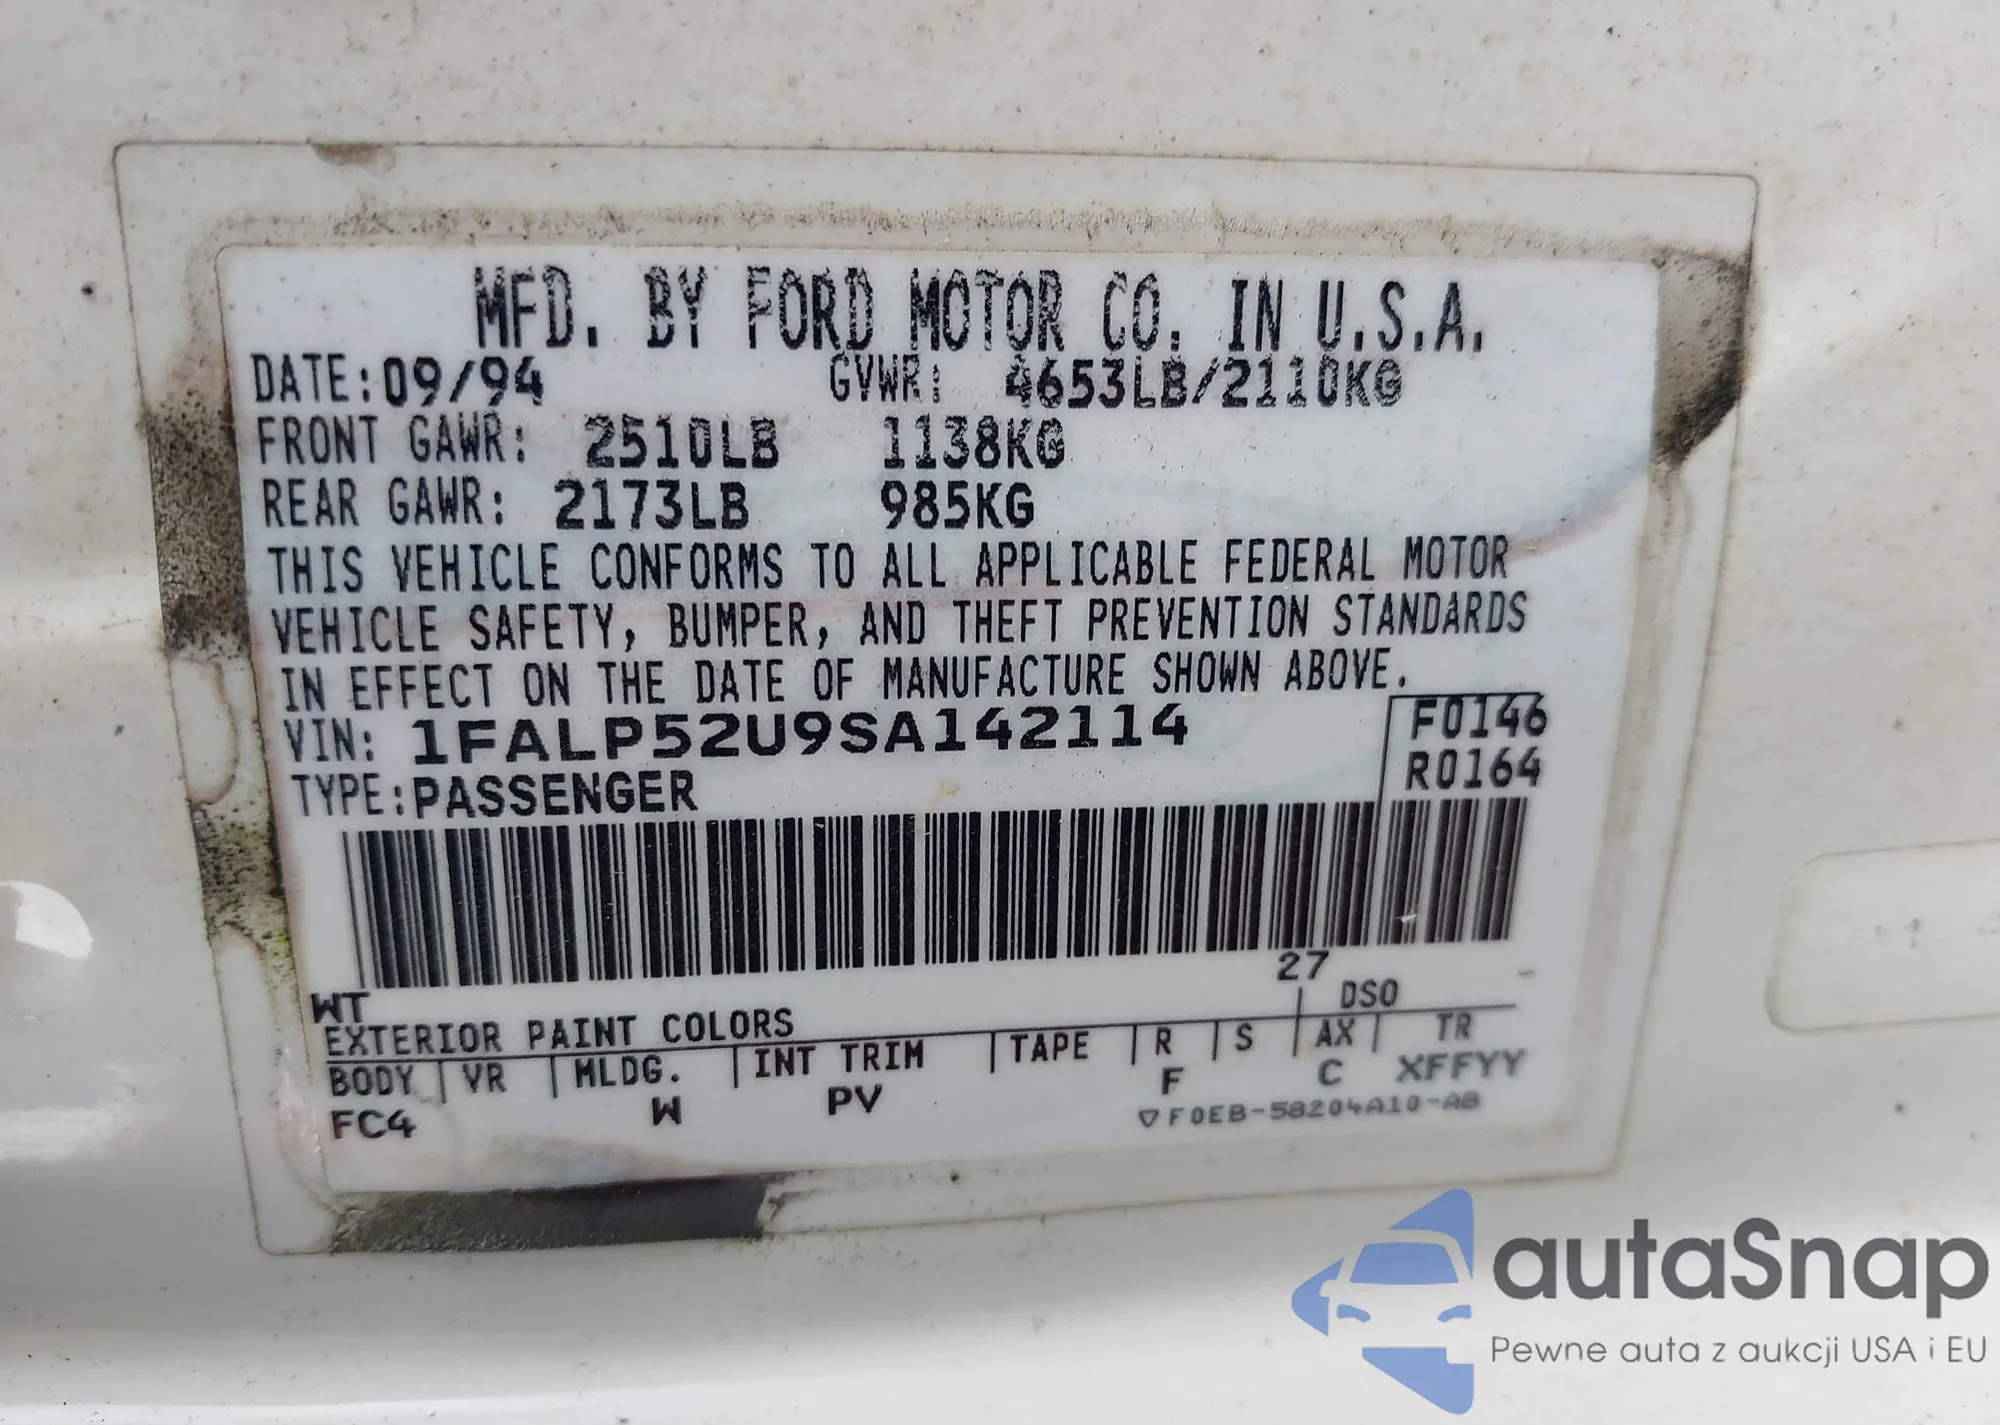 MFD. BY FORD MOTOR CO. IN U.S.A.
DATE:09/94 GVWR: 4653LB/2110KG
FRONT GAWR: 2510LB 1138KG
REAR GAWR: 2173LB 985KG
THIS VEHICLE CONFORMS TO ALL APPLICABLE FEDERAL MOTOR
VEHICLE SAFETY, BUMPER, AND THEFT PREVENTION STANDARDS
IN EFFECT ON THE DATE OF MANUFACTURE SHOWN ABOVE.
VIN: 1FALP52U9SA142114 F0146
TYPE:PASSENGER R0164
27
WT DSO
EXTERIOR PAINT COLORS
BODY VR MLDG. INT TRIM TAPE R S AX TR
FC4 W PV F C XFFYY
▽F0EB-58204A10-AB
autaSnap
Pewne auta z aukcji USA i EU